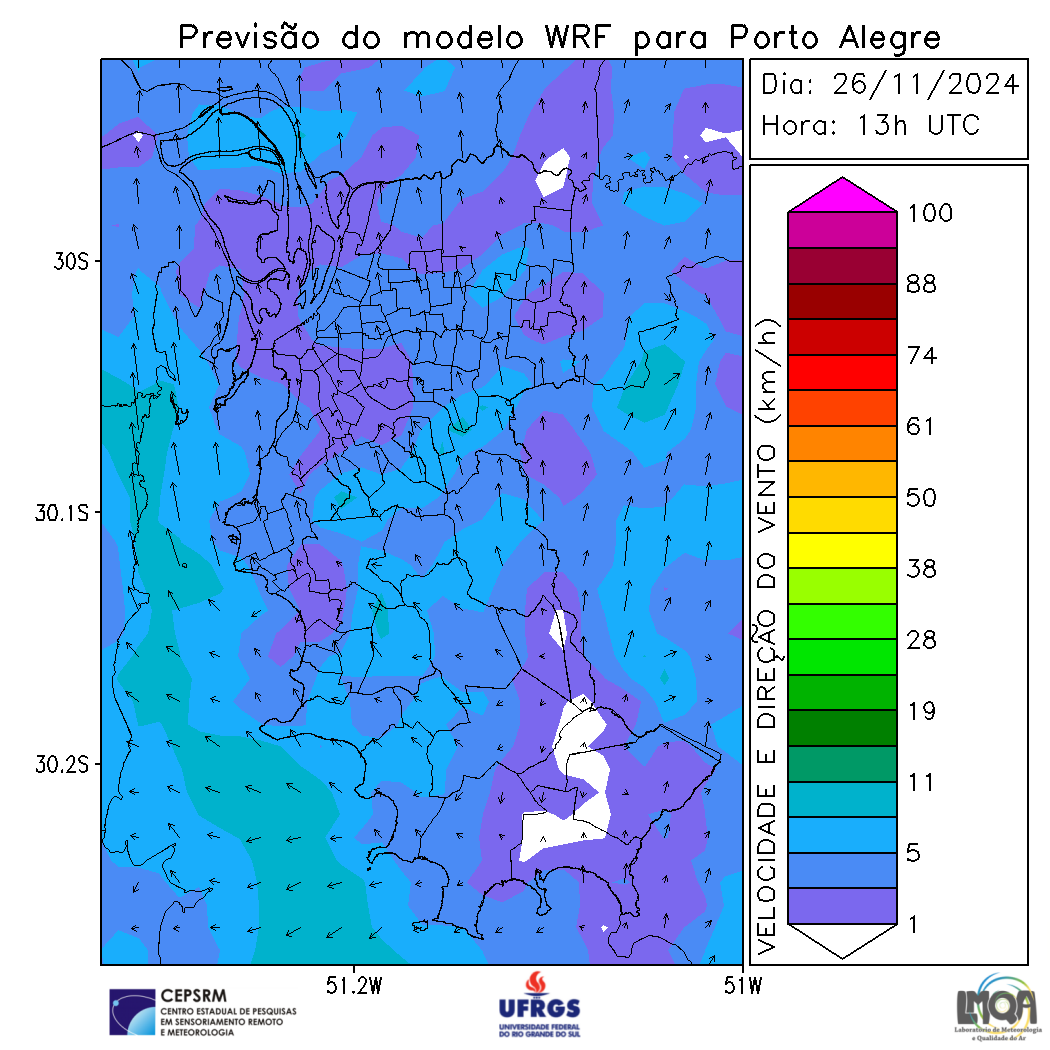 Previsão do modelo WRF para Porto Alegre
Dia: 26/11/2024
Hora: 13h UTC
30S
30.1S
30.2S
51.2W
51W
VELOCIDADE E DIREÇÃO DO VENTO (km/h)
100
88
74
61
50
38
28
19
11
5
1
CEPSRM
CENTRO ESTADUAL DE PESQUISAS
EM SENSORIAMENTO REMOTO
E METEOROLOGIA
UFRGS
UNIVERSIDADE FEDERAL
DO RIO GRANDE DO SUL
LMQA
Laboratório de Meteorologia
e Qualidade do Ar